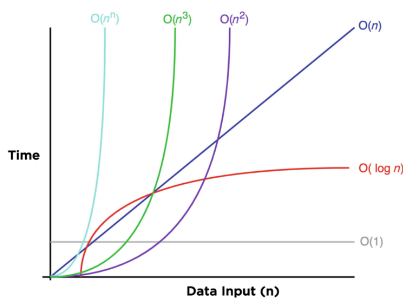 O(nⁿ) O(n³) O(n²) O(n)
Time
O( log n)
O(1)
Data Input (n)